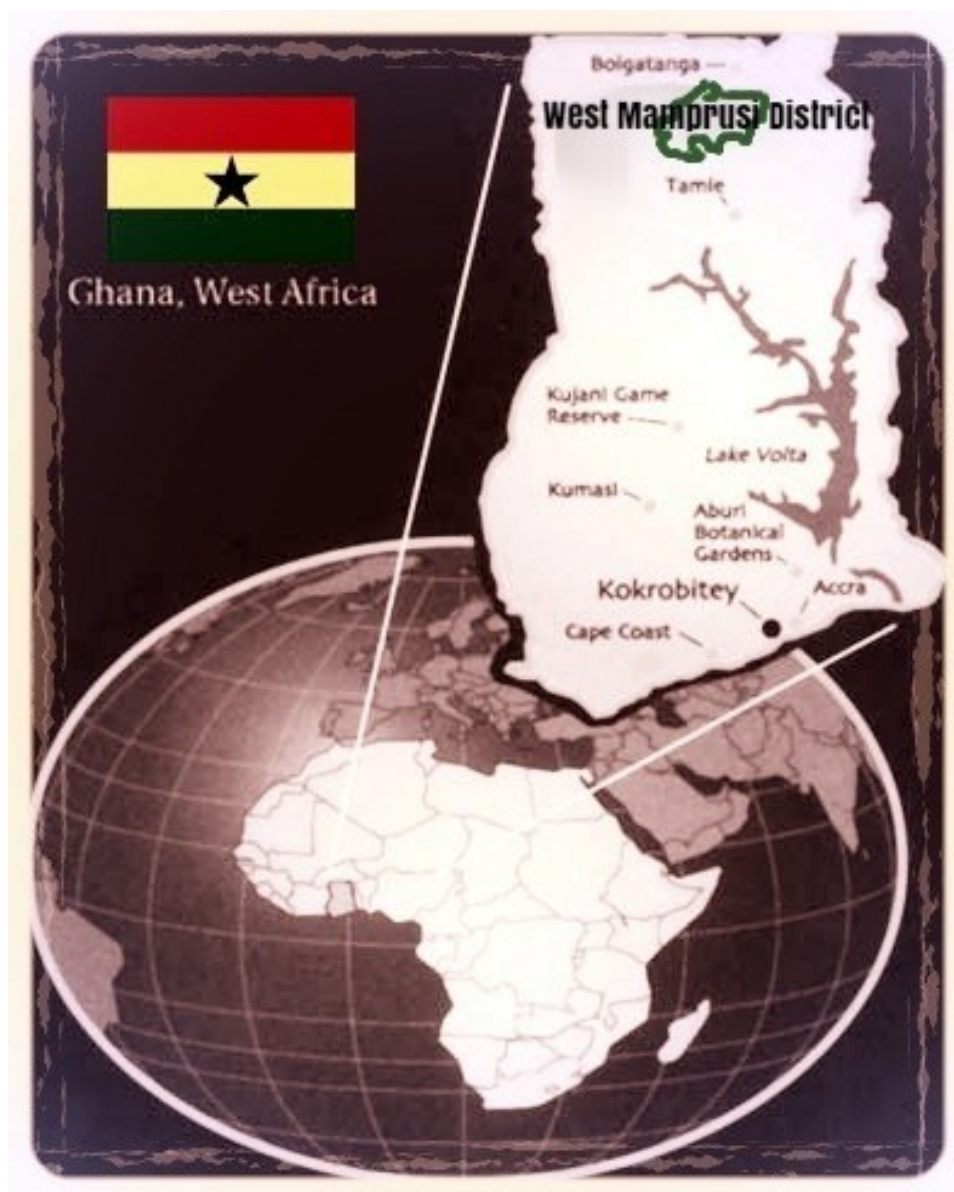 Bolgatanga
West Mamprusi District
Tamle
Ghana, West Africa
Kujani Game
Reserve
Lake Volta
Kumasi
Aburi
Botanical
Gardens
Kokrobitey
Accra
Cape Coast